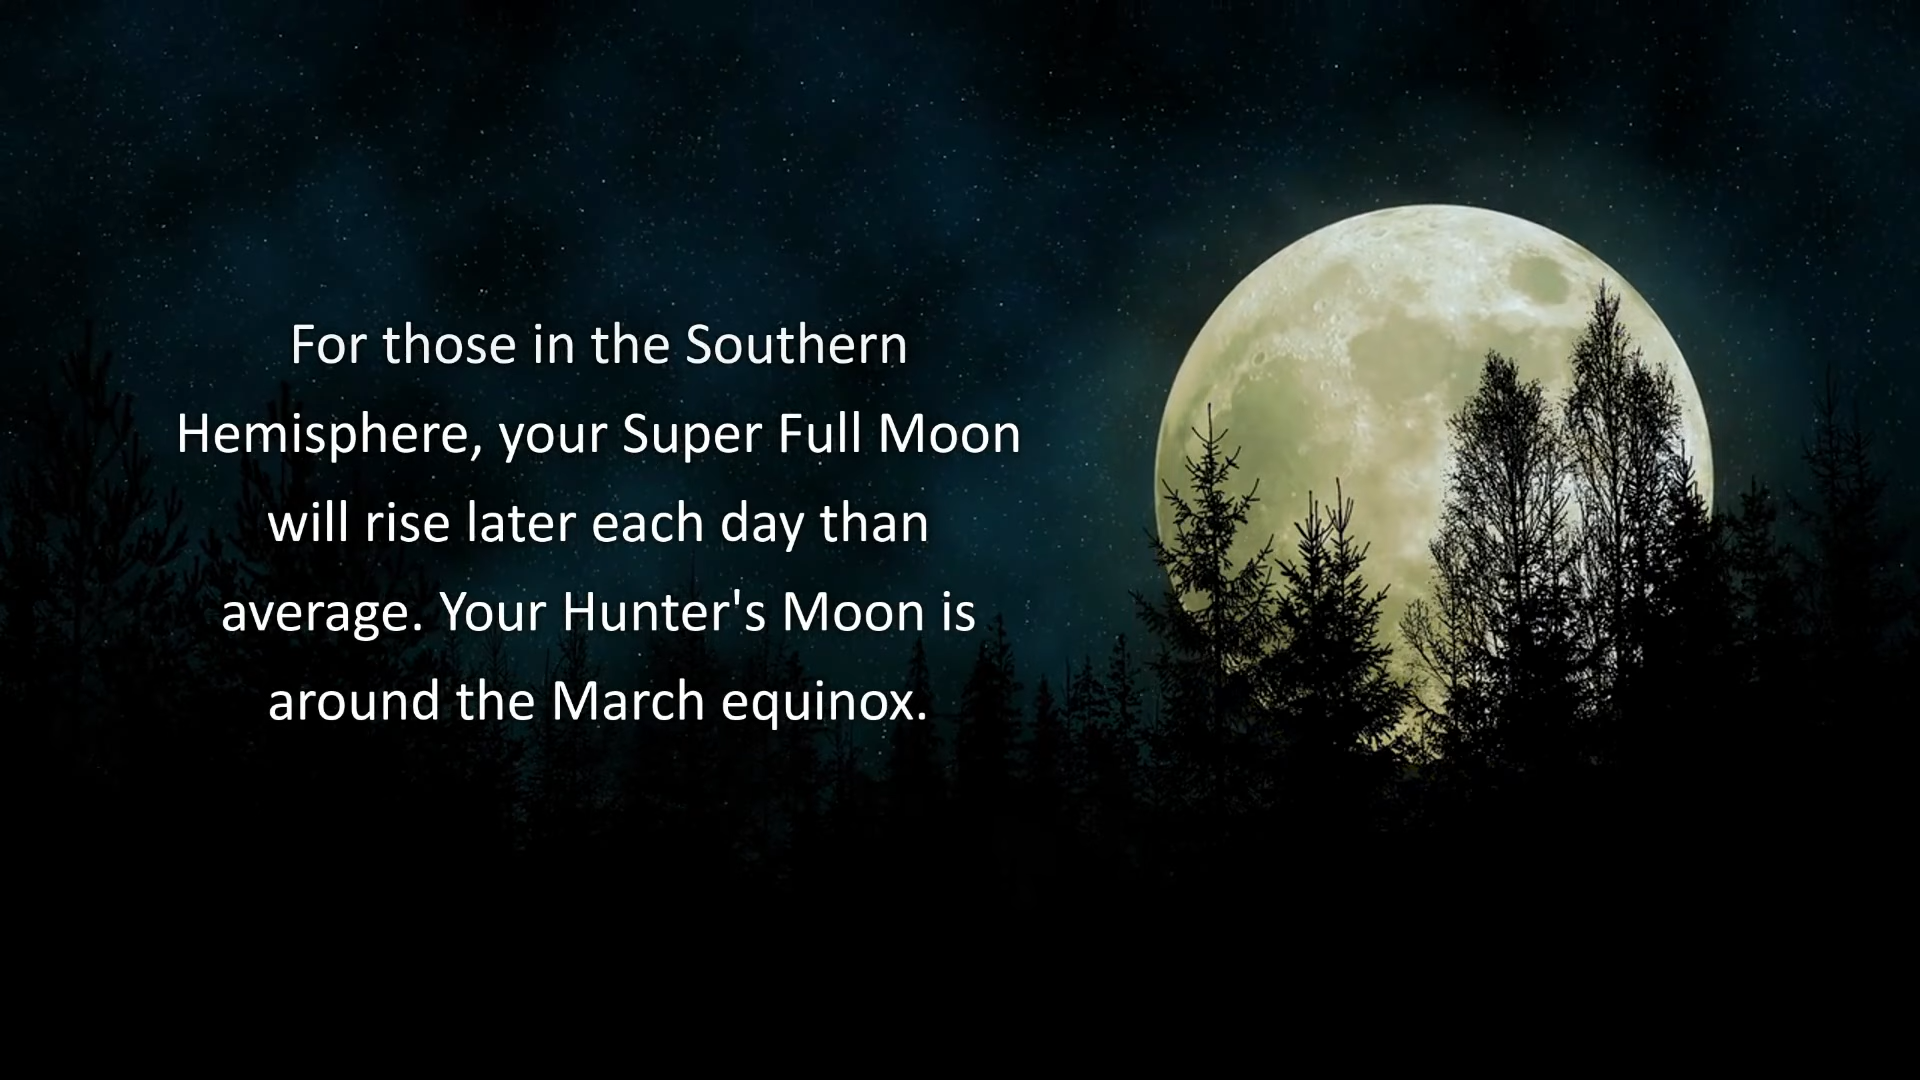 For those in the Southern
Hemisphere, your Super Full Moon
will rise later each day than
average. Your Hunter's Moon is
around the March equinox.